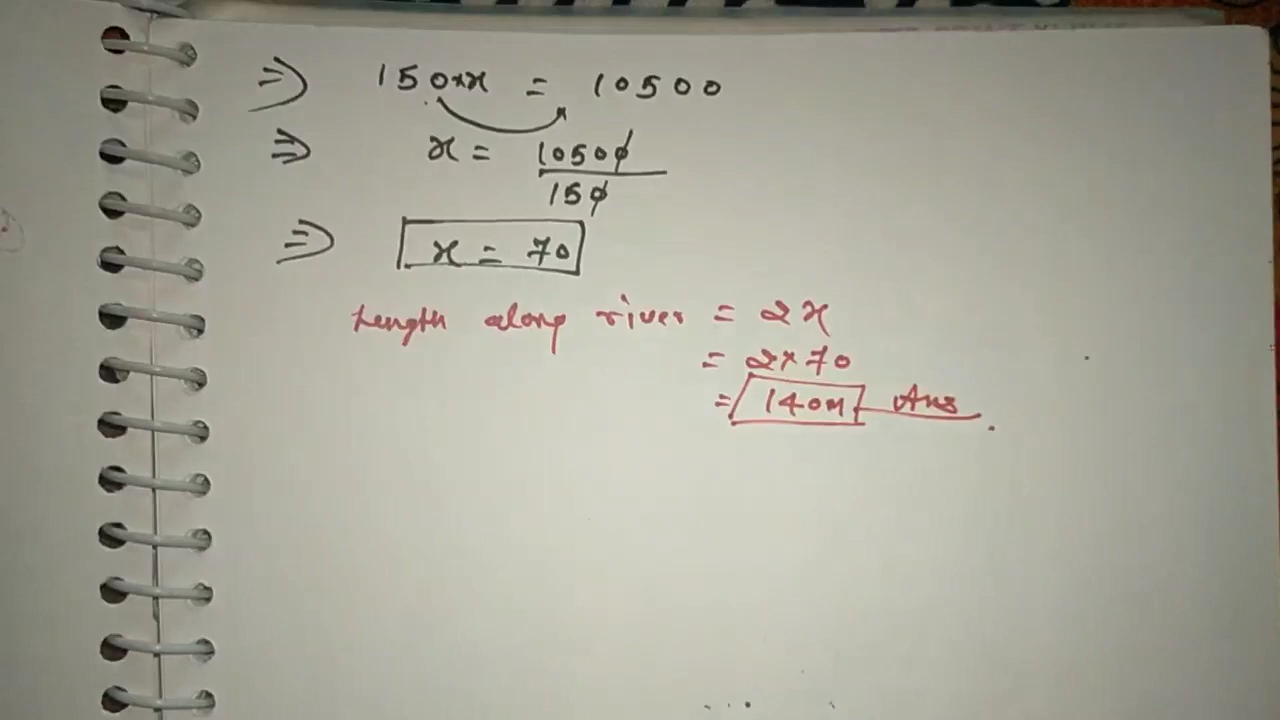 ⇒ 150×x = 10500
⇒ x = 10500
150
⇒ x = 70
Length along river = 2x
= 2×70
= 140m Ans